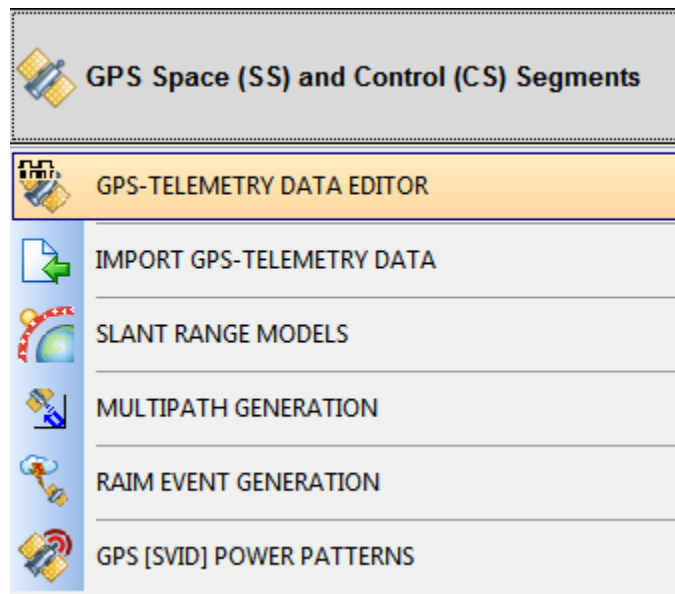 GPS Space (SS) and Control (CS) Segments
GPS-TELEMETRY DATA EDITOR
IMPORT GPS-TELEMETRY DATA
SLANT RANGE MODELS
MULTIPATH GENERATION
RAIM EVENT GENERATION
GPS [SVID] POWER PATTERNS